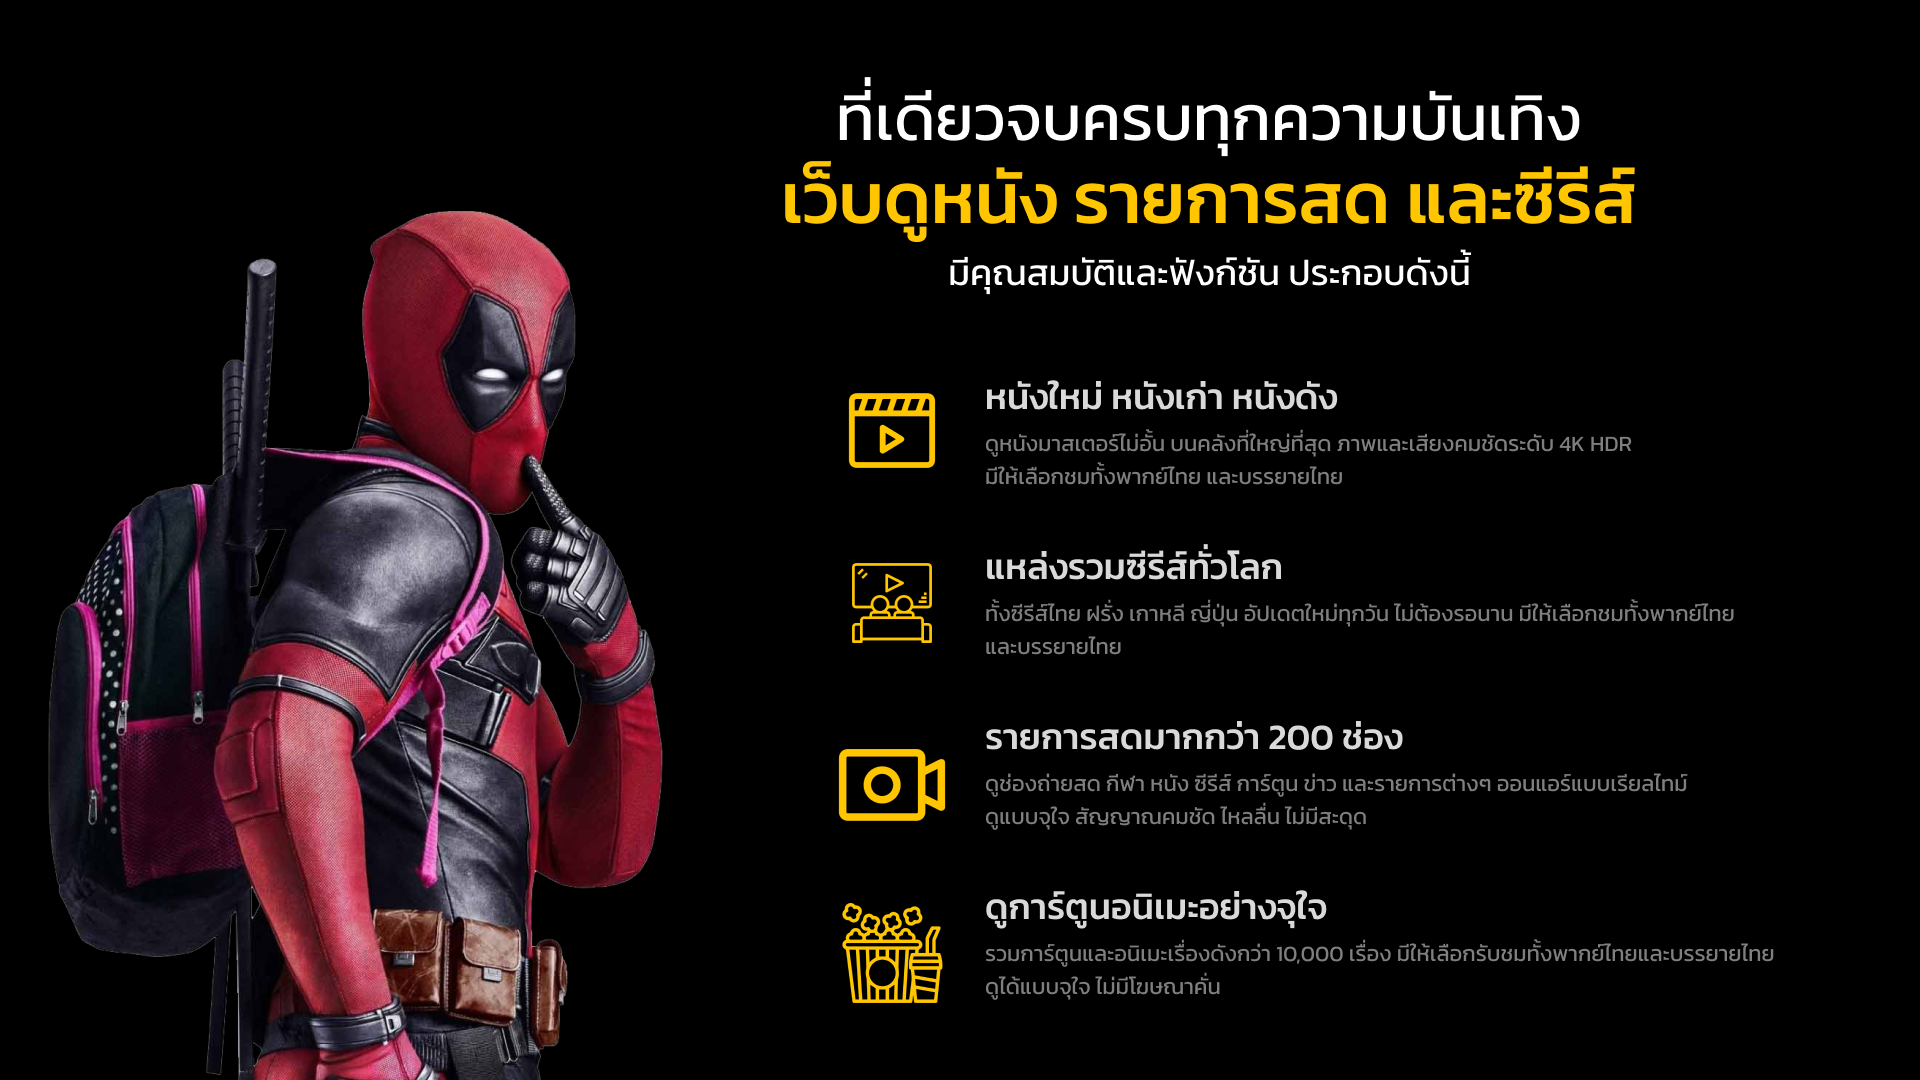 ที่เดียวจบครบทุกความบันเทิง
เว็บดูหนัง รายการสด และซีรีส์
มีคุณสมบัติและฟังก์ชัน ประกอบดังนี้
หนังใหม่ หนังเก่า หนังดัง
ดูหนังมาสเตอร์ไม่อั้น บนคลังที่ใหญ่ที่สุด ภาพและเสียงคมชัดระดับ 4K HDR
มีให้เลือกชมทั้งพากย์ไทย และบรรยายไทย
แหล่งรวมซีรีส์ทั่วโลก
ทั้งซีรีส์ไทย ฝรั่ง เกาหลี ญี่ปุ่น อัปเดตใหม่ทุกวัน ไม่ต้องรอนาน มีให้เลือกชมทั้งพากย์ไทย
และบรรยายไทย
รายการสดมากกว่า 200 ช่อง
ดูช่องถ่ายสด กีฬา หนัง ซีรีส์ การ์ตูน ข่าว และรายการต่างๆ ออนแอร์แบบเรียลไทม์
ดูแบบจุใจ สัญญาณคมชัด ไหลลื่น ไม่มีสะดุด
ดูการ์ตูนอนิเมะอย่างจุใจ
รวมการ์ตูนและอนิเมะเรื่องดังกว่า 10,000 เรื่อง มีให้เลือกรับชมทั้งพากย์ไทยและบรรยายไทย
ดูได้แบบจุใจ ไม่มีโฆษณาคั่น